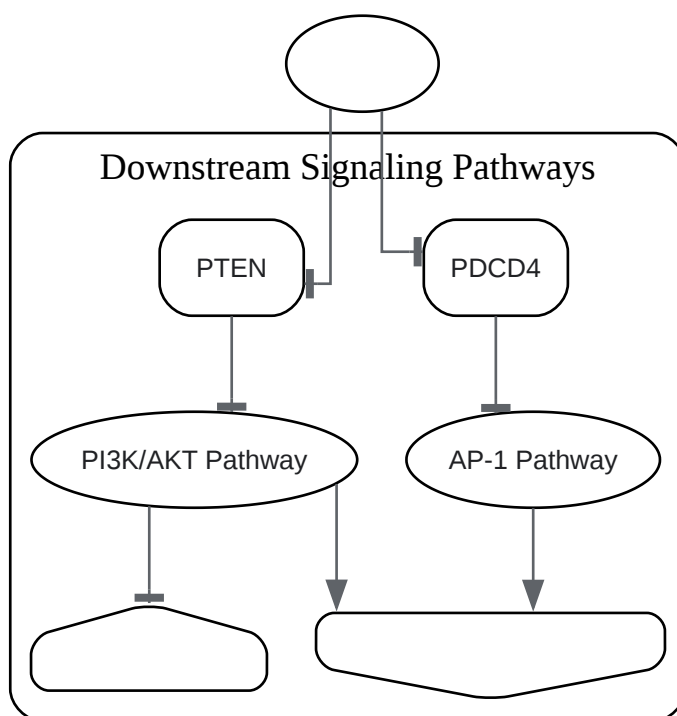 Downstream Signaling Pathways
PTEN
PDCD4
PI3K/AKT Pathway
AP-1 Pathway